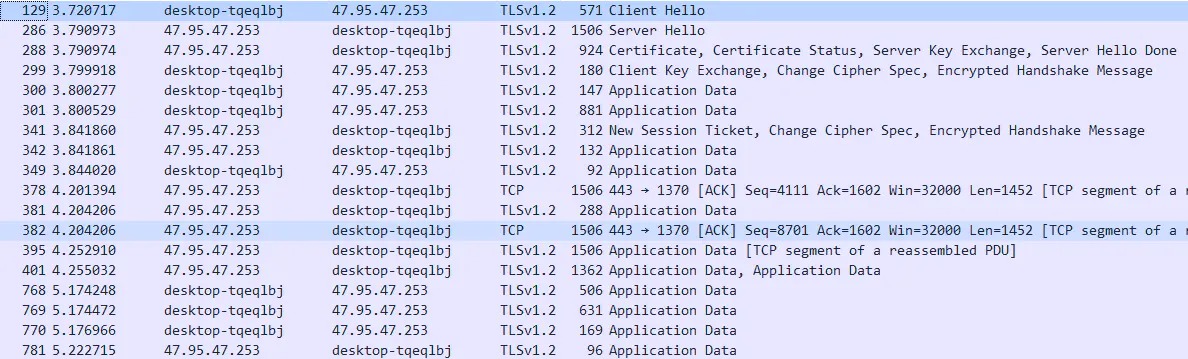 129 3.720717 desktop-tqeqlbj 47.95.47.253 TLSv1.2 571 Client Hello
286 3.790973 47.95.47.253 desktop-tqeqlbj TLSv1.2 1506 Server Hello
288 3.790974 47.95.47.253 desktop-tqeqlbj TLSv1.2 924 Certificate, Certificate Status, Server Key Exchange, Server Hello Done
299 3.799918 desktop-tqeqlbj 47.95.47.253 TLSv1.2 180 Client Key Exchange, Change Cipher Spec, Encrypted Handshake Message
300 3.800277 desktop-tqeqlbj 47.95.47.253 TLSv1.2 147 Application Data
301 3.800529 desktop-tqeqlbj 47.95.47.253 TLSv1.2 881 Application Data
341 3.841860 47.95.47.253 desktop-tqeqlbj TLSv1.2 312 New Session Ticket, Change Cipher Spec, Encrypted Handshake Message
342 3.841861 47.95.47.253 desktop-tqeqlbj TLSv1.2 132 Application Data
349 3.844020 desktop-tqeqlbj 47.95.47.253 TLSv1.2 92 Application Data
378 4.201394 47.95.47.253 desktop-tqeqlbj TCP 1506 443 → 1370 [ACK] Seq=4111 Ack=1602 Win=32000 Len=1452 [TCP segment of a
381 4.204206 47.95.47.253 desktop-tqeqlbj TLSv1.2 288 Application Data
382 4.204206 47.95.47.253 desktop-tqeqlbj TCP 1506 443 → 1370 [ACK] Seq=8701 Ack=1602 Win=32000 Len=1452 [TCP segment of a
395 4.252910 47.95.47.253 desktop-tqeqlbj TLSv1.2 1506 Application Data [TCP segment of a reassembled PDU]
401 4.255032 47.95.47.253 desktop-tqeqlbj TLSv1.2 1362 Application Data, Application Data
768 5.174248 desktop-tqeqlbj 47.95.47.253 TLSv1.2 506 Application Data
769 5.174472 desktop-tqeqlbj 47.95.47.253 TLSv1.2 631 Application Data
770 5.176966 desktop-tqeqlbj 47.95.47.253 TLSv1.2 169 Application Data
781 5.222715 47.95.47.253 desktop-tqeqlbj TLSv1.2 96 Application Data